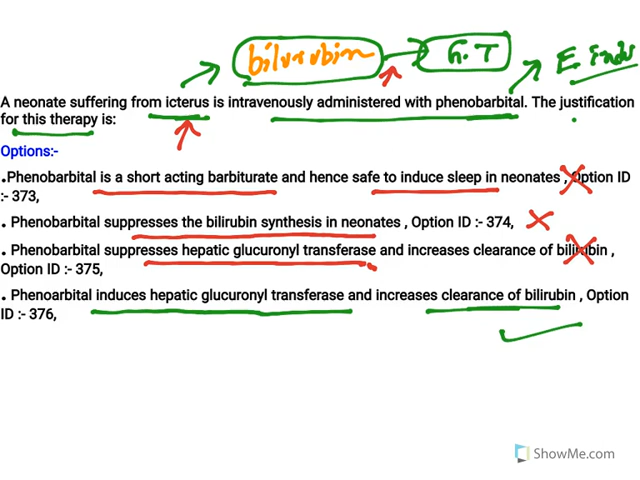 bilirubin G.T E. Indu
A neonate suffering from icterus is intravenously administered with phenobarbital. The justification
for this therapy is:
Options:-
•Phenobarbital is a short acting barbiturate and hence safe to induce sleep in neonates , Option ID
:- 373,
• Phenobarbital suppresses the bilirubin synthesis in neonates , Option ID :- 374,
• Phenobarbital suppresses hepatic glucuronyl transferase and increases clearance of bilirubin ,
Option ID :- 375,
• Phenoarbital induces hepatic glucuronyl transferase and increases clearance of bilirubin , Option
ID :- 376,
ShowMe.com